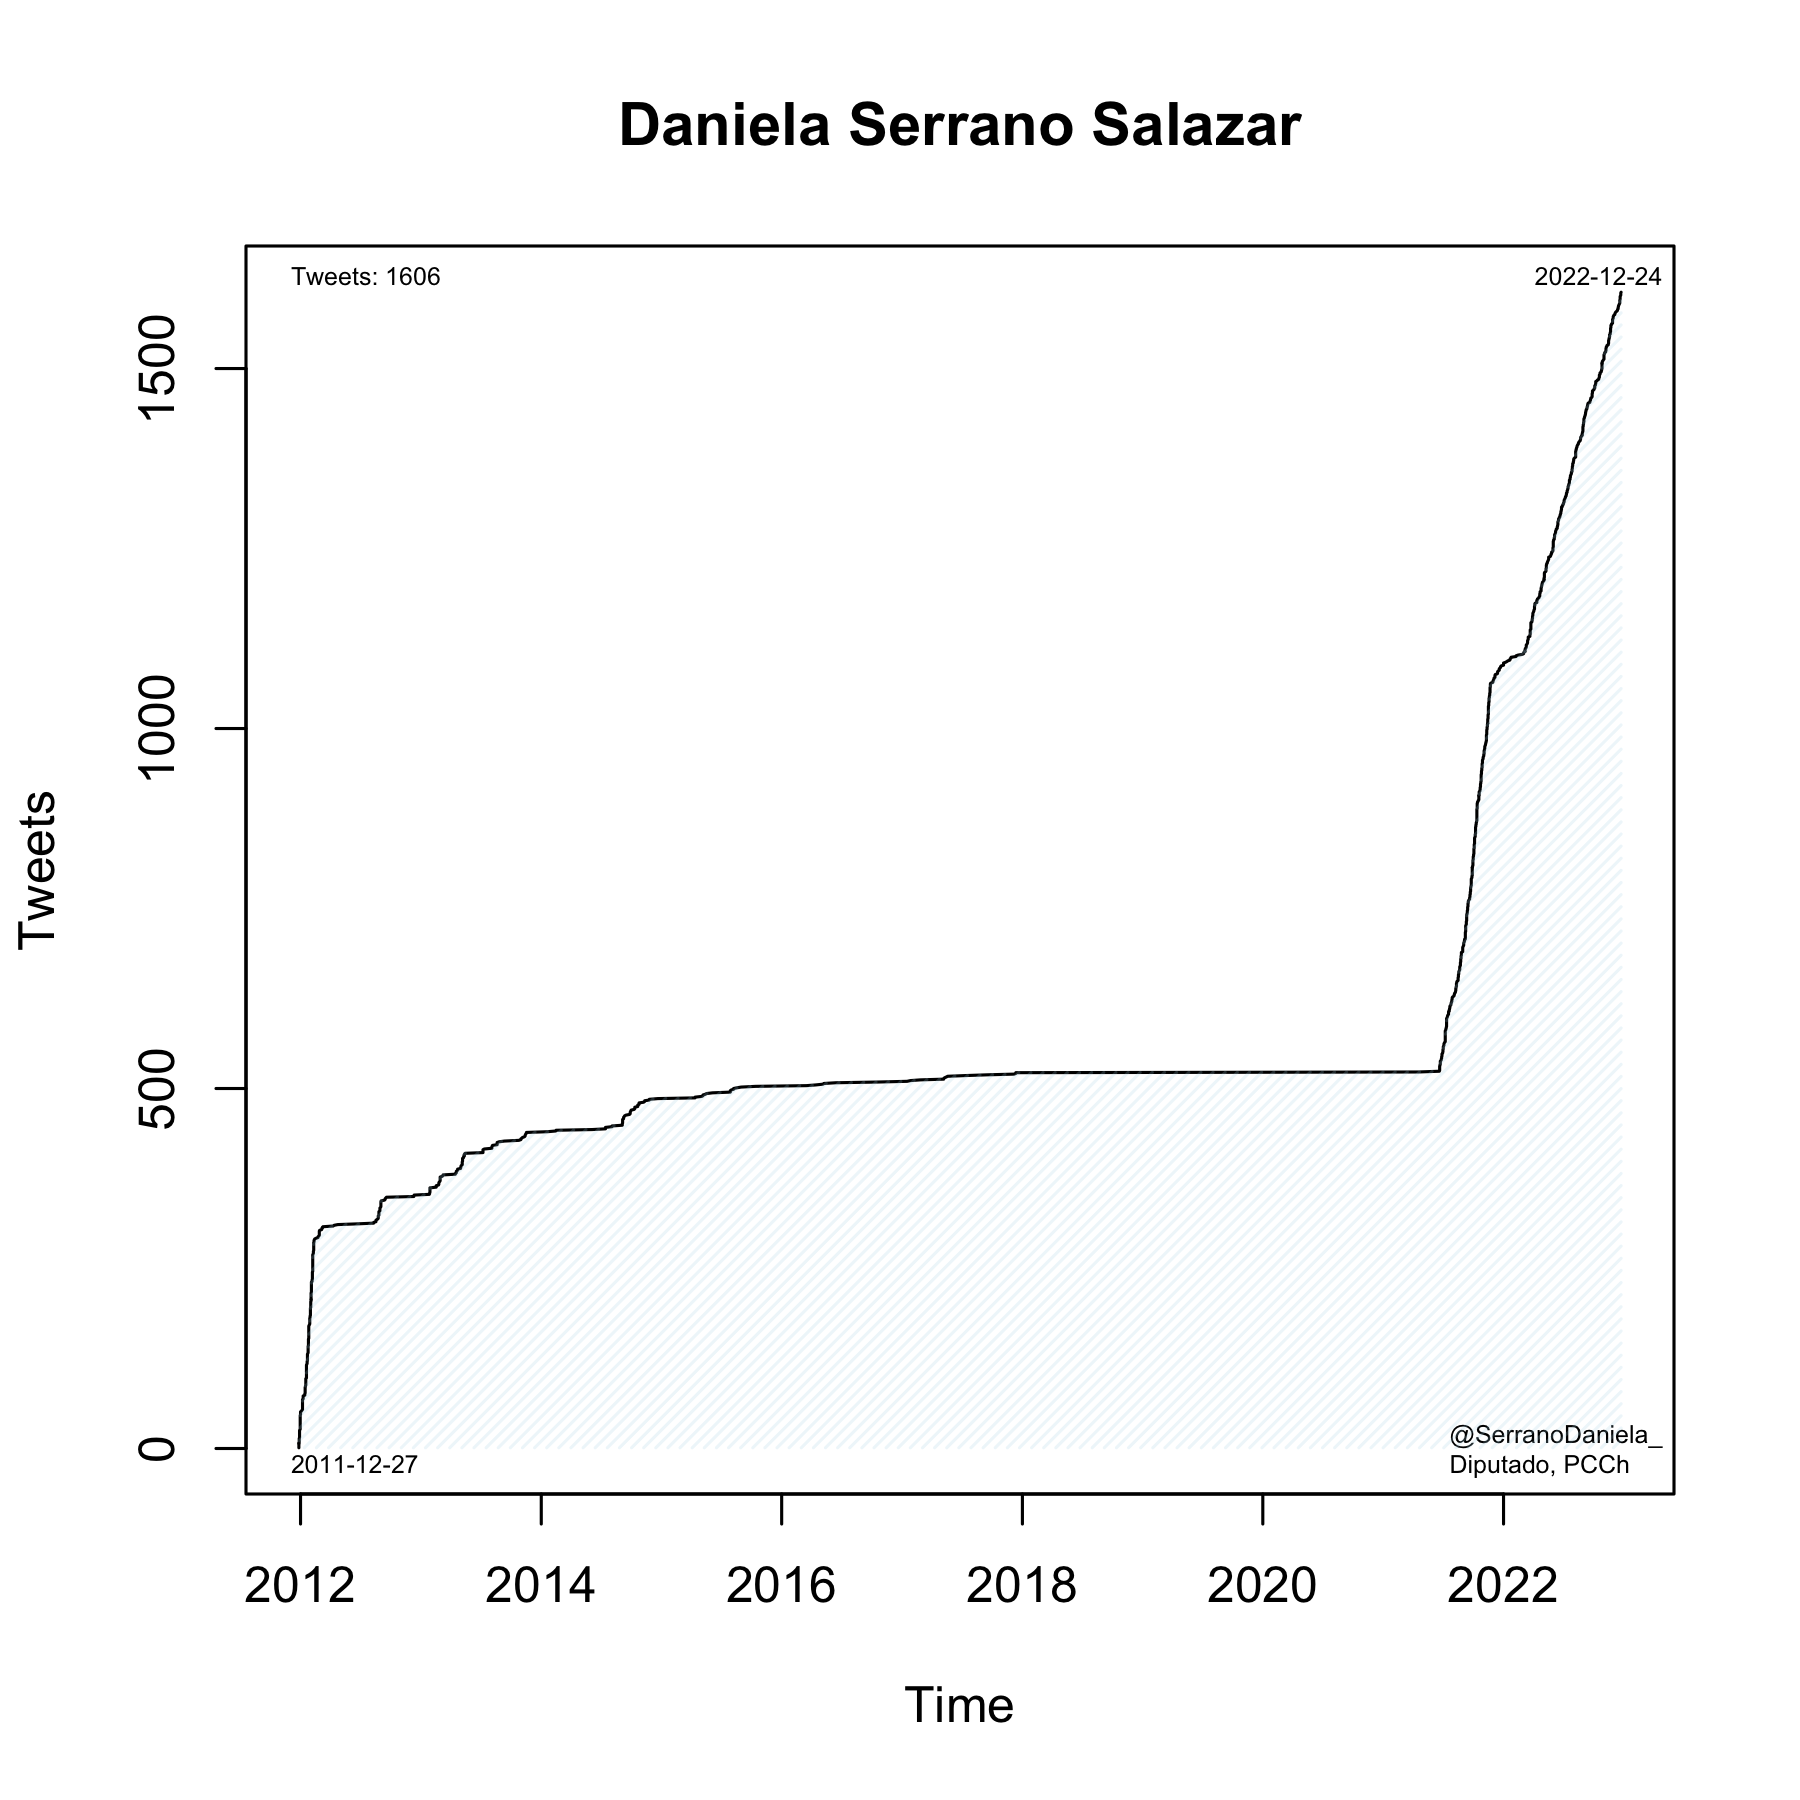 Daniela Serrano Salazar
Tweets: 1606
2022-12-24
1500
1000
500
0
Tweets
@SerranoDaniela_
Diputado, PCCh
2011-12-27
2012
2014
2016
2018
2020
2022
Time